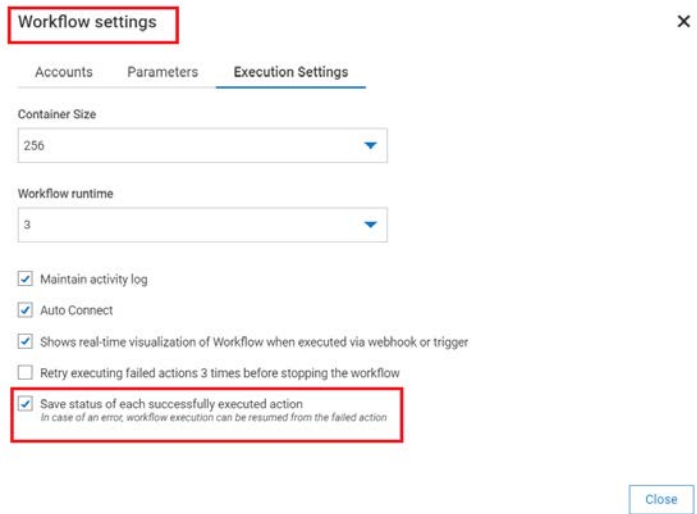 Workflow settings
Accounts Parameters Execution Settings
Container Size
256
Workflow runtime
3
Maintain activity log
Auto Connect
Shows real-time visualization of Workflow when executed via webhook or trigger
Retry executing failed actions 3 times before stopping the workflow
Save status of each successfully executed action
In case of an error, workflow execution can be resumed from the failed action
Close